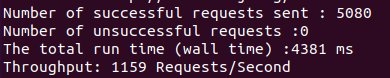 Number of successful requests sent : 5080
Number of unsuccessful requests :0
The total run time (wall time) :4381 ms
Throughput: 1159 Requests/Second